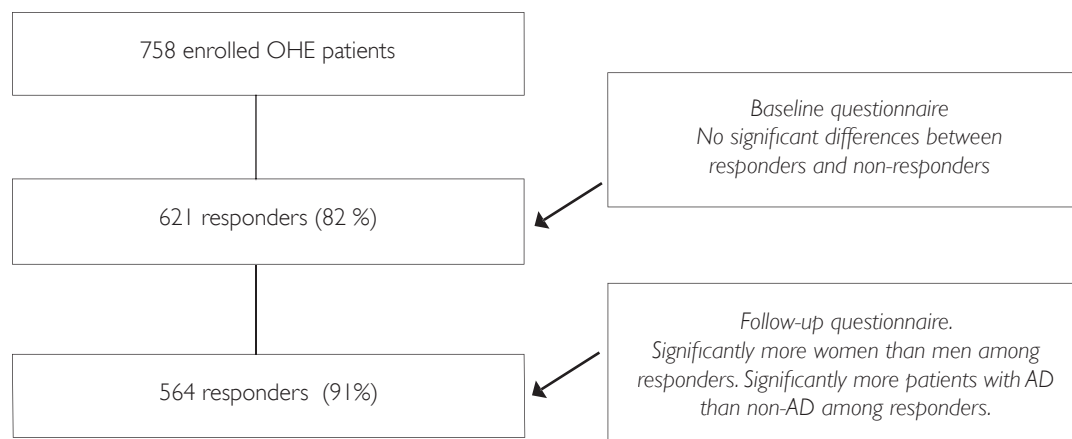 758 enrolled OHE patients
Baseline questionnaire
No significant differences between
responders and non-responders
621 responders (82 %)
Follow-up questionnaire.
Significantly more women than men among
responders. Significantly more patients with AD
than non-AD among responders.
564 responders (91%)